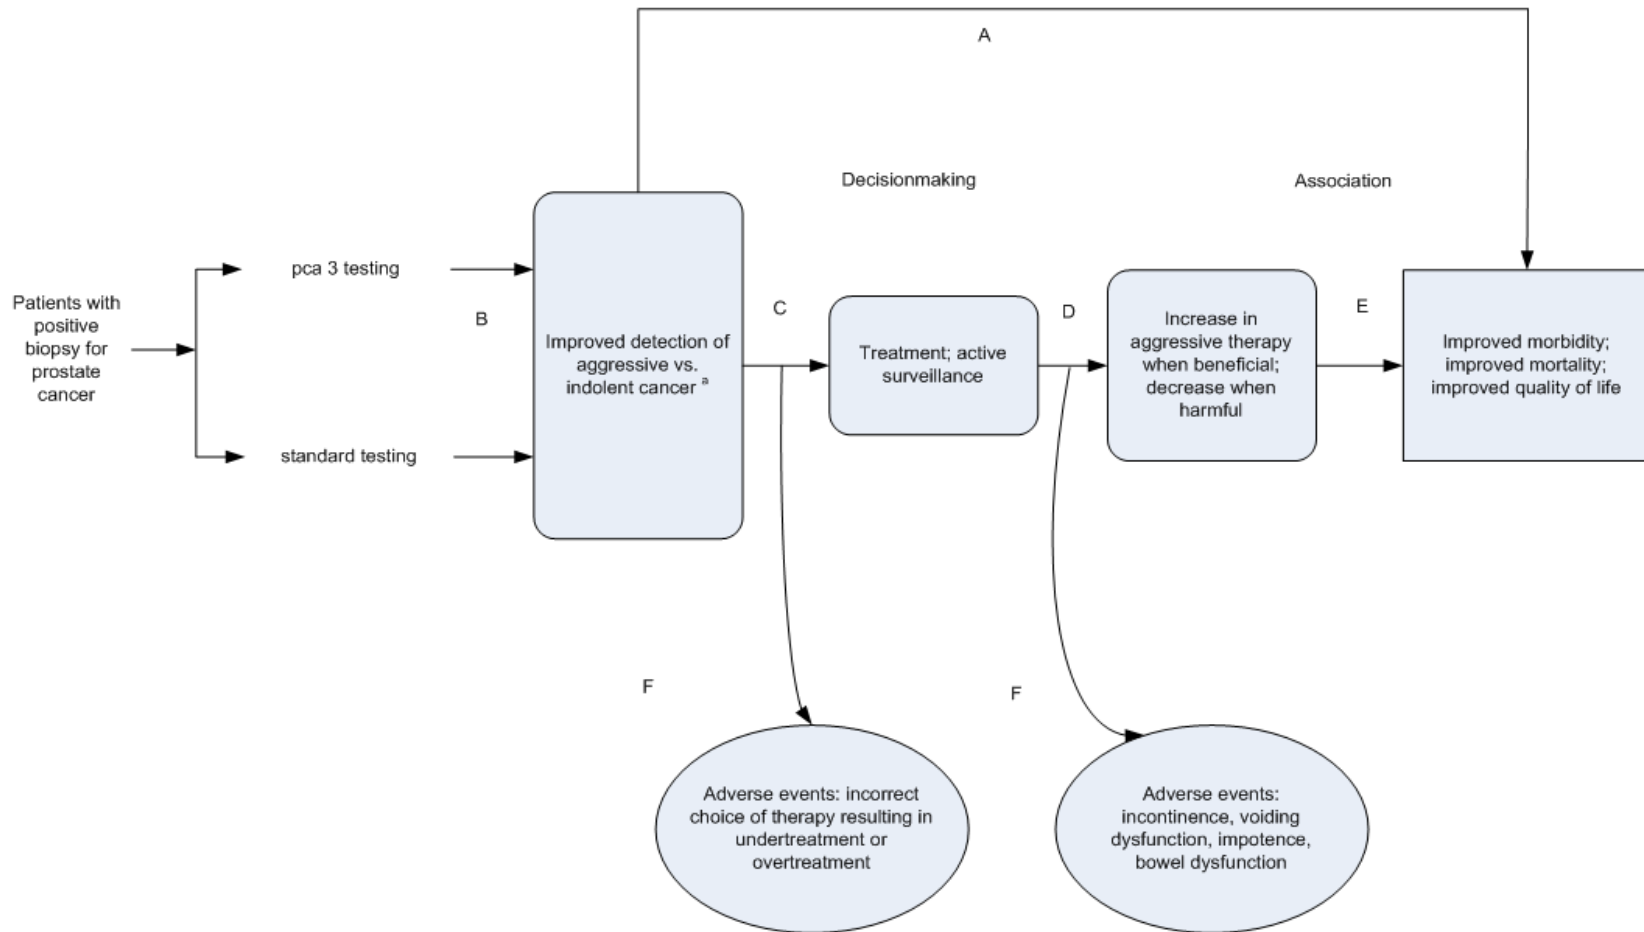 A
Decisionmaking
Association
Patients with
positive
biopsy for
prostate
cancer
pca 3 testing
standard testing
B
Improved detection of
aggressive vs.
indolent cancer a
C
Treatment; active
surveillance
D
Increase in
aggressive therapy
when beneficial;
decrease when
harmful
E
Improved morbidity;
improved mortality;
improved quality of life
F
Adverse events: incorrect
choice of therapy resulting in
undertreatment or
overtreatment
F
Adverse events:
incontinence, voiding
dysfunction, impotence,
bowel dysfunction